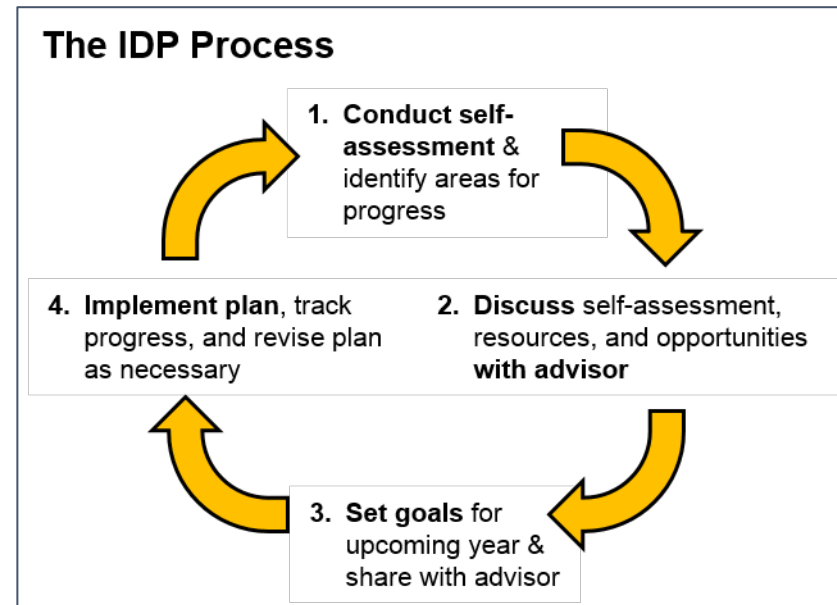 The IDP Process
1. Conduct self-
assessment &
identify areas for
progress
2. Discuss self-assessment,
resources, and opportunities
with advisor
3. Set goals for
upcoming year &
share with advisor
4. Implement plan, track
progress, and revise plan
as necessary